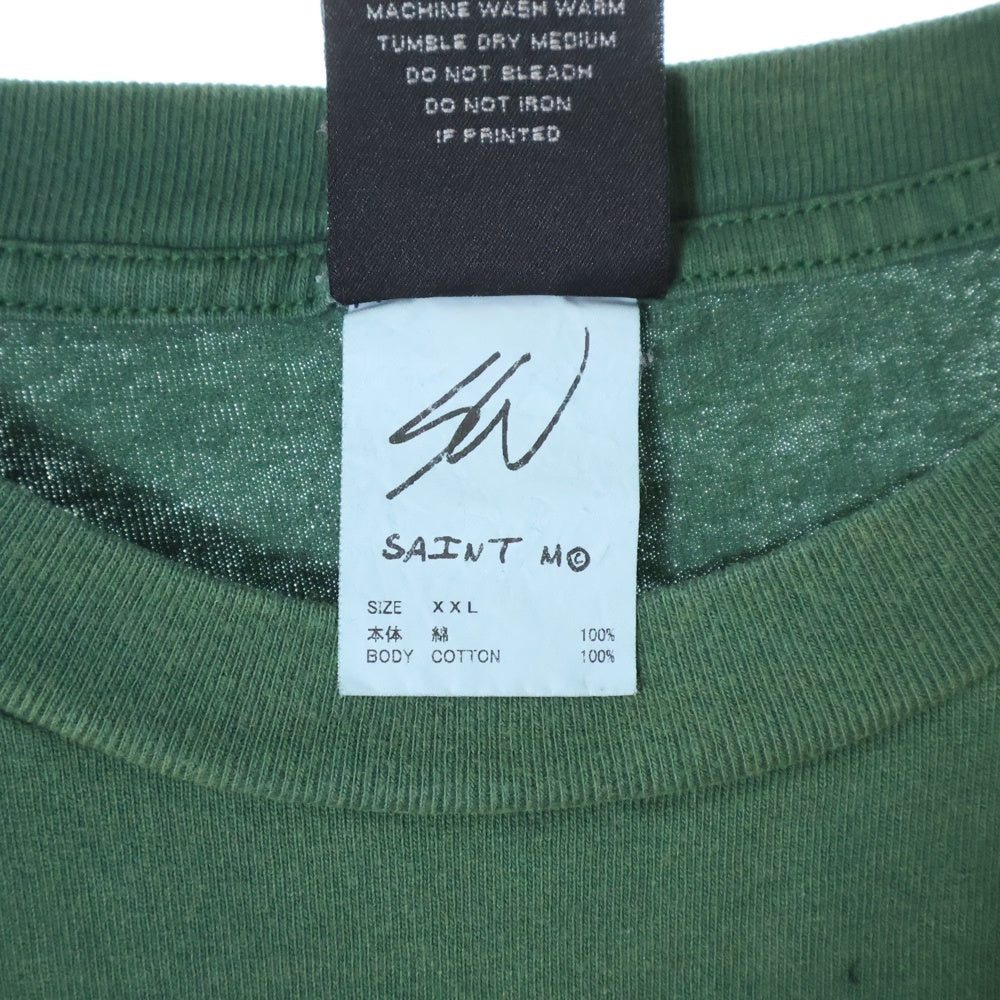 MACHINE WASH WARM
TUMBLE DRY MEDIUM
DO NOT BLEACH
DO NOT IRON
IF PRINTED
SAINT M©
SIZE XXL
本体 綿 100%
BODY COTTON 100%